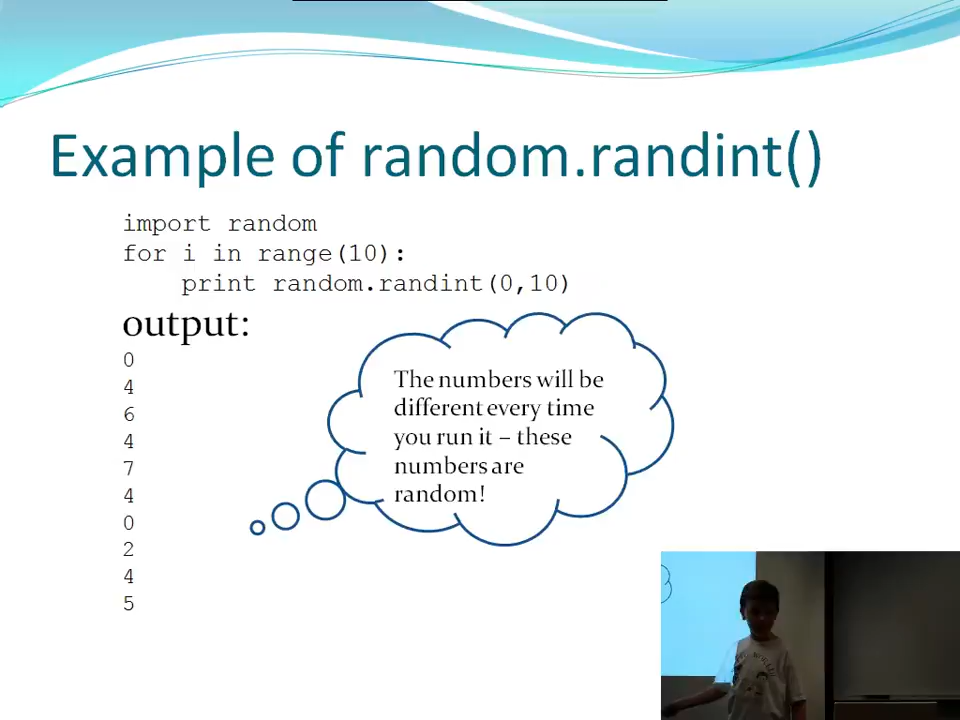 Example of random.randint()
import random
for i in range(10):
    print random.randint(0,10)
output:
0
4
6
4
7
4
0
2
4
5
The numbers will be
different every time
you run it – these
numbers are
random!